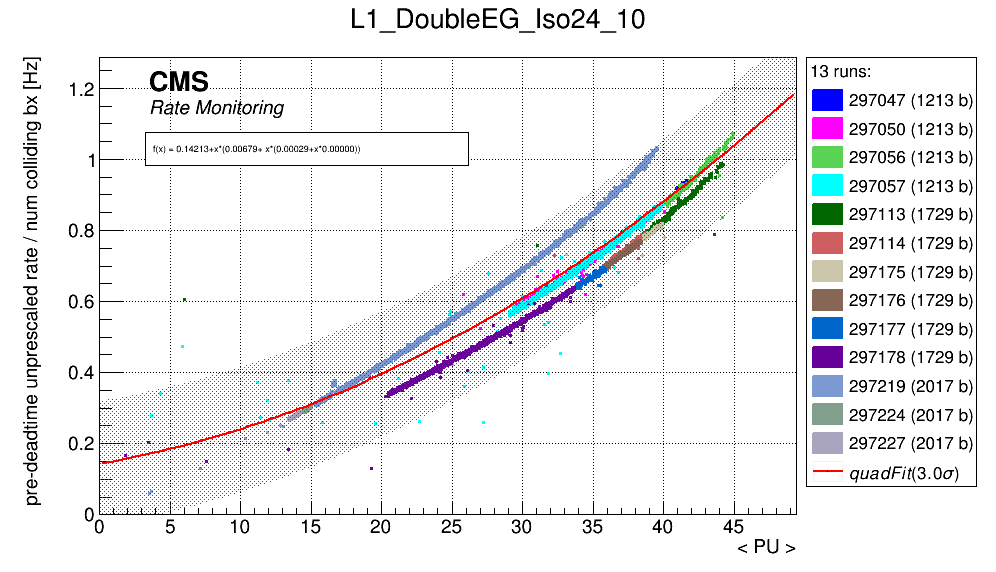 L1_DoubleEG_Iso24_10
pre-deadtime unprescaled rate / num colliding bx [Hz]
CMS
Rate Monitoring
f(x) = 0.14213+x*(0.00679+ x*(0.00029+x*0.00000))
1.2
1
0.8
0.6
0.4
0.2
0
0 5 10 15 20 25 30 35 40 45
< PU >
13 runs:
297047 (1213 b)
297050 (1213 b)
297056 (1213 b)
297057 (1213 b)
297113 (1729 b)
297114 (1729 b)
297175 (1729 b)
297176 (1729 b)
297177 (1729 b)
297178 (1729 b)
297219 (2017 b)
297224 (2017 b)
297227 (2017 b)
quadFit(3.0σ)